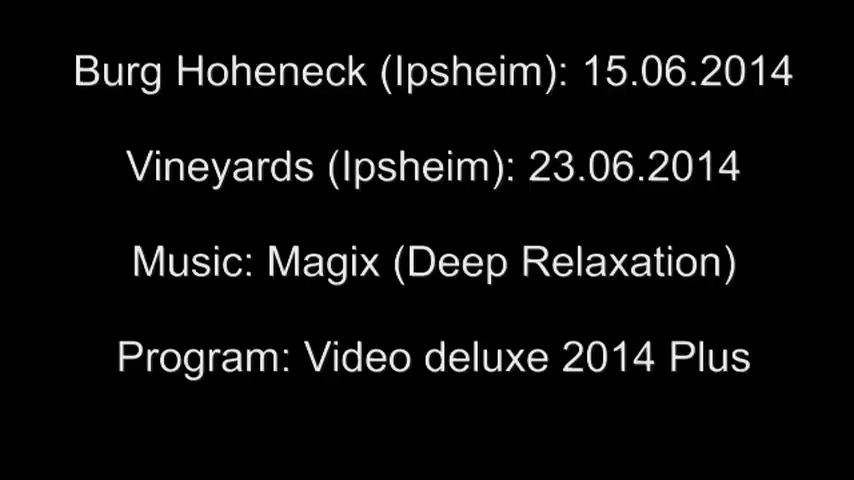 Burg Hoheneck (Ipsheim): 15.06.2014
Vineyards (Ipsheim): 23.06.2014
Music: Magix (Deep Relaxation)
Program: Video deluxe 2014 Plus